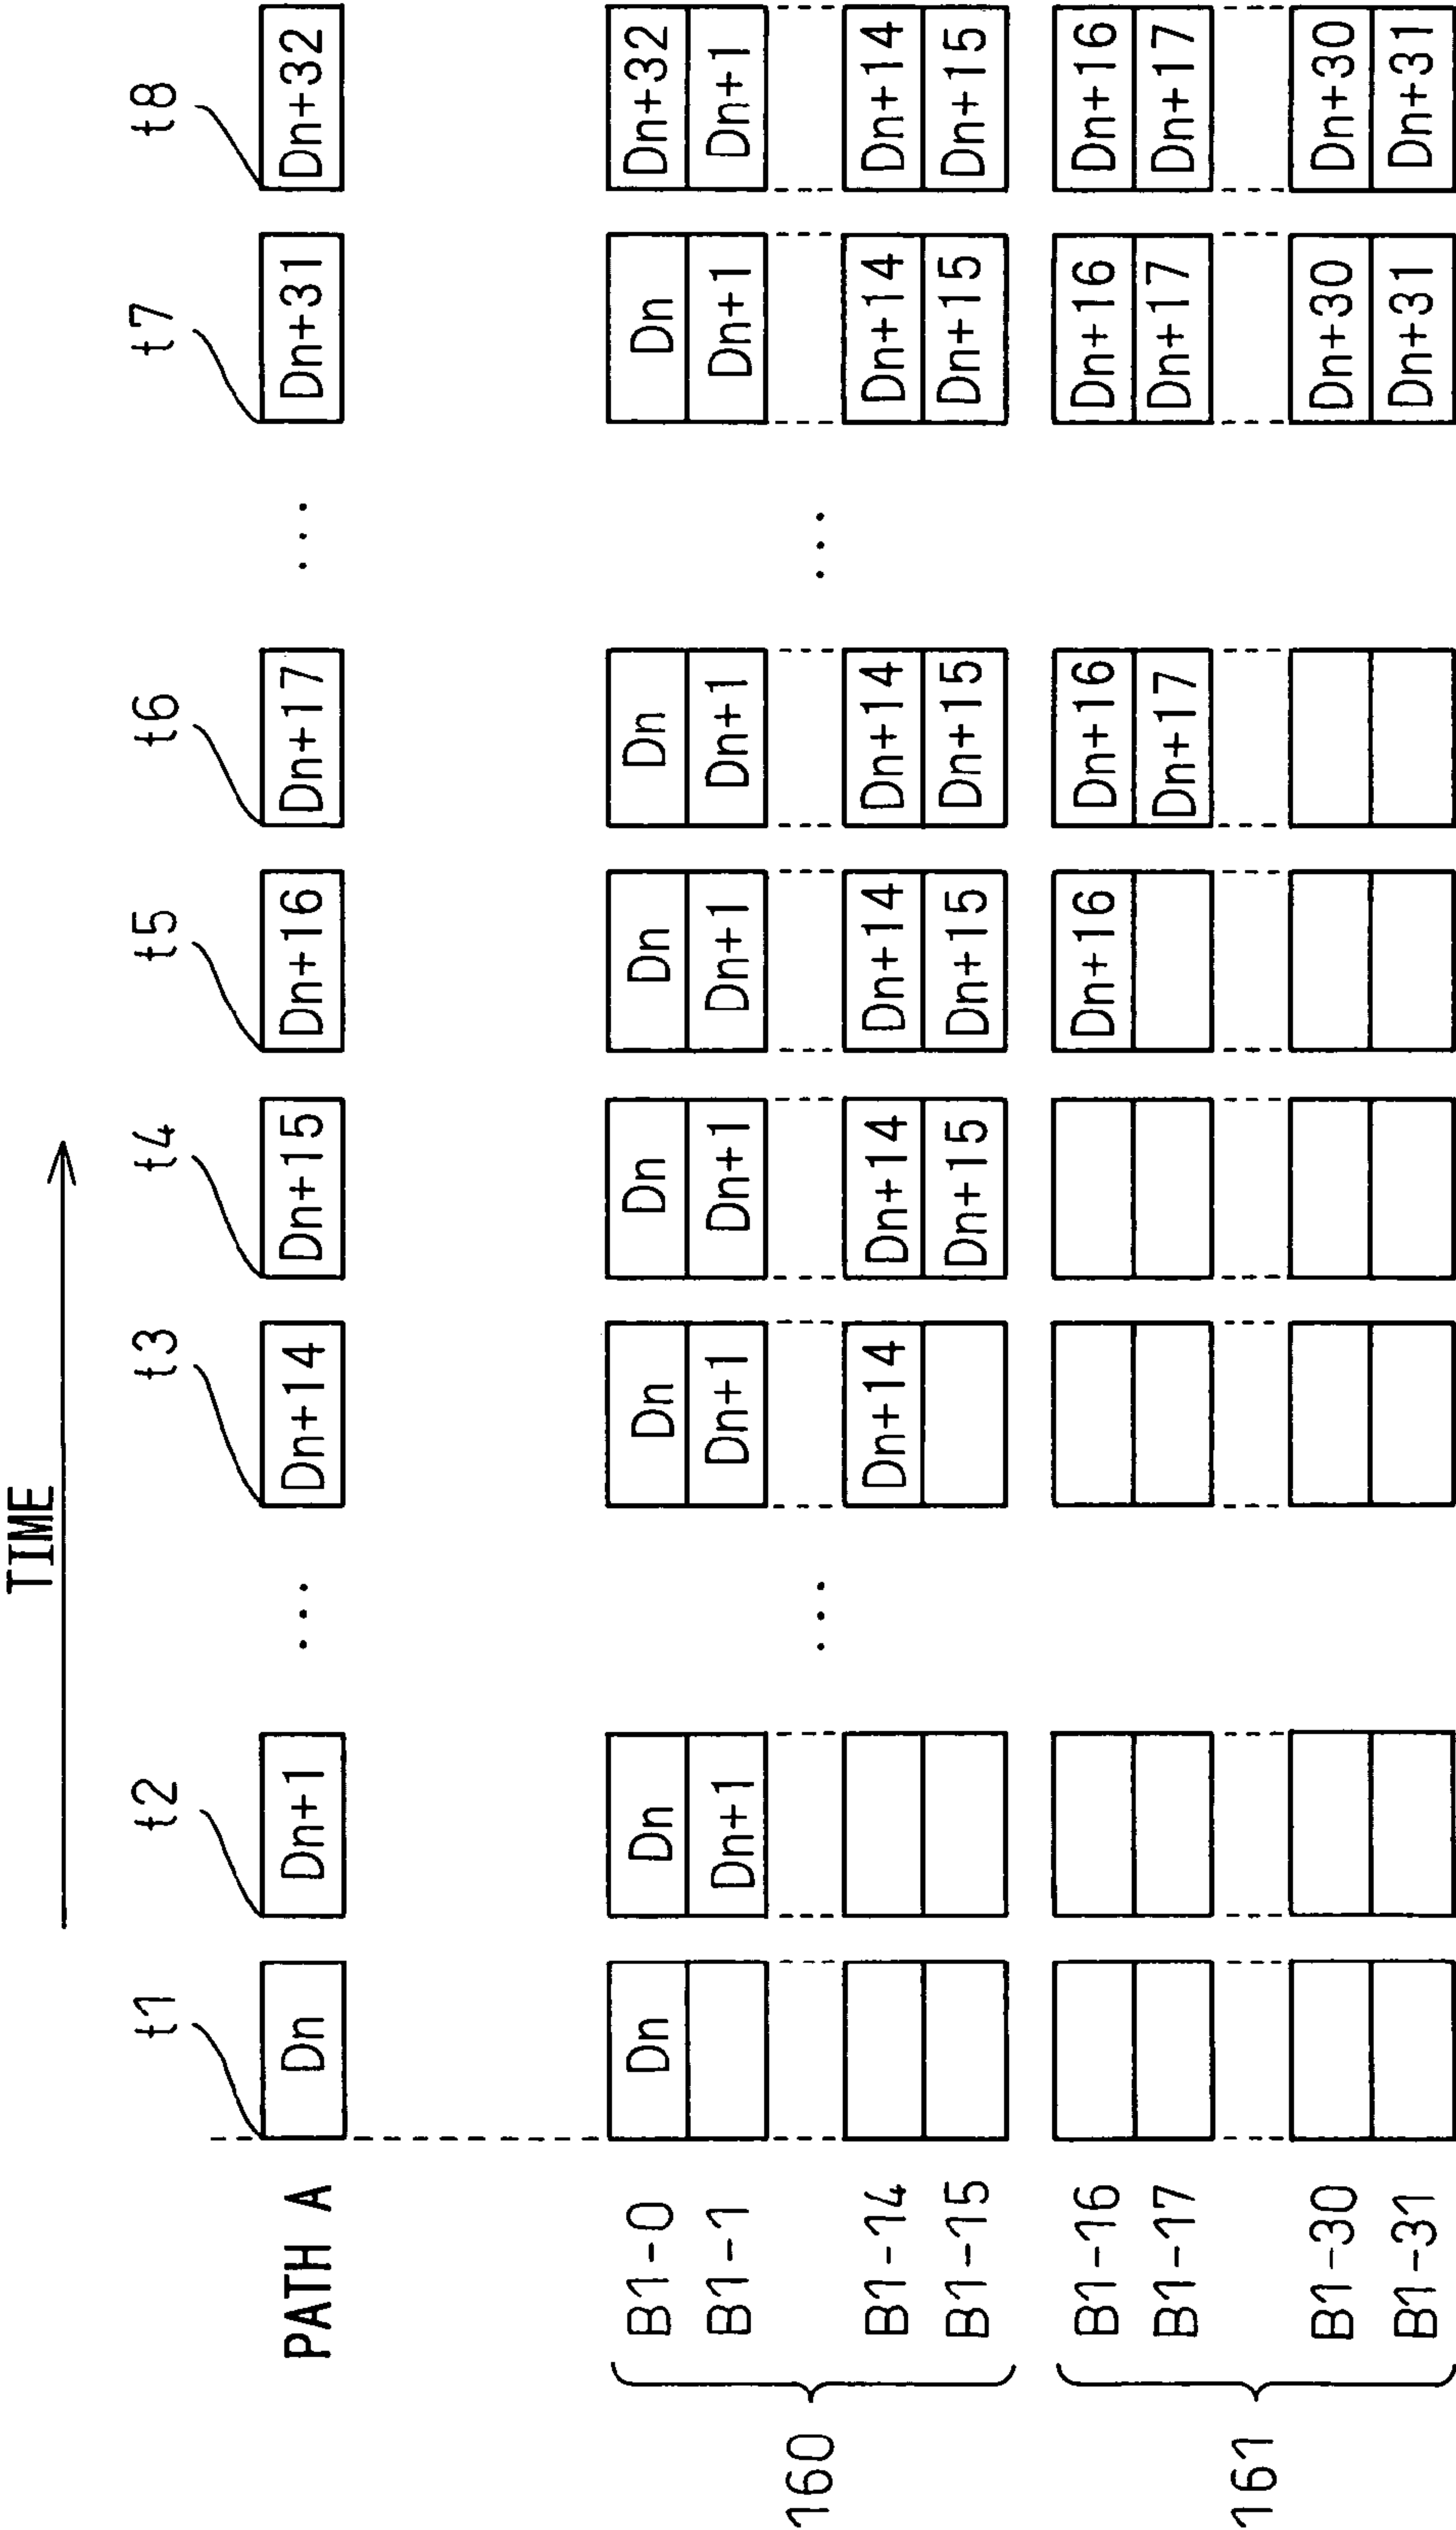 TIME
t1 t2 t3 t4 t5 t6 t7 t8
PATH A Dn Dn+1 ... Dn+14 Dn+15 Dn+16 Dn+17 ... Dn+31 Dn+32
160
B1-0 Dn Dn ... Dn Dn Dn Dn Dn Dn+32
B1-1 Dn+1 Dn+1 Dn+1 Dn+1 Dn+1 Dn+1 Dn+1
... ...
B1-14 Dn+14 Dn+14 Dn+14 Dn+14 Dn+14 Dn+14
B1-15 Dn+15 Dn+15 Dn+15 Dn+15 Dn+15
161
B1-16 Dn+16 Dn+16 Dn+16 Dn+16
B1-17 Dn+17 Dn+17 Dn+17
B1-30 Dn+30 Dn+30
B1-31 Dn+31 Dn+31